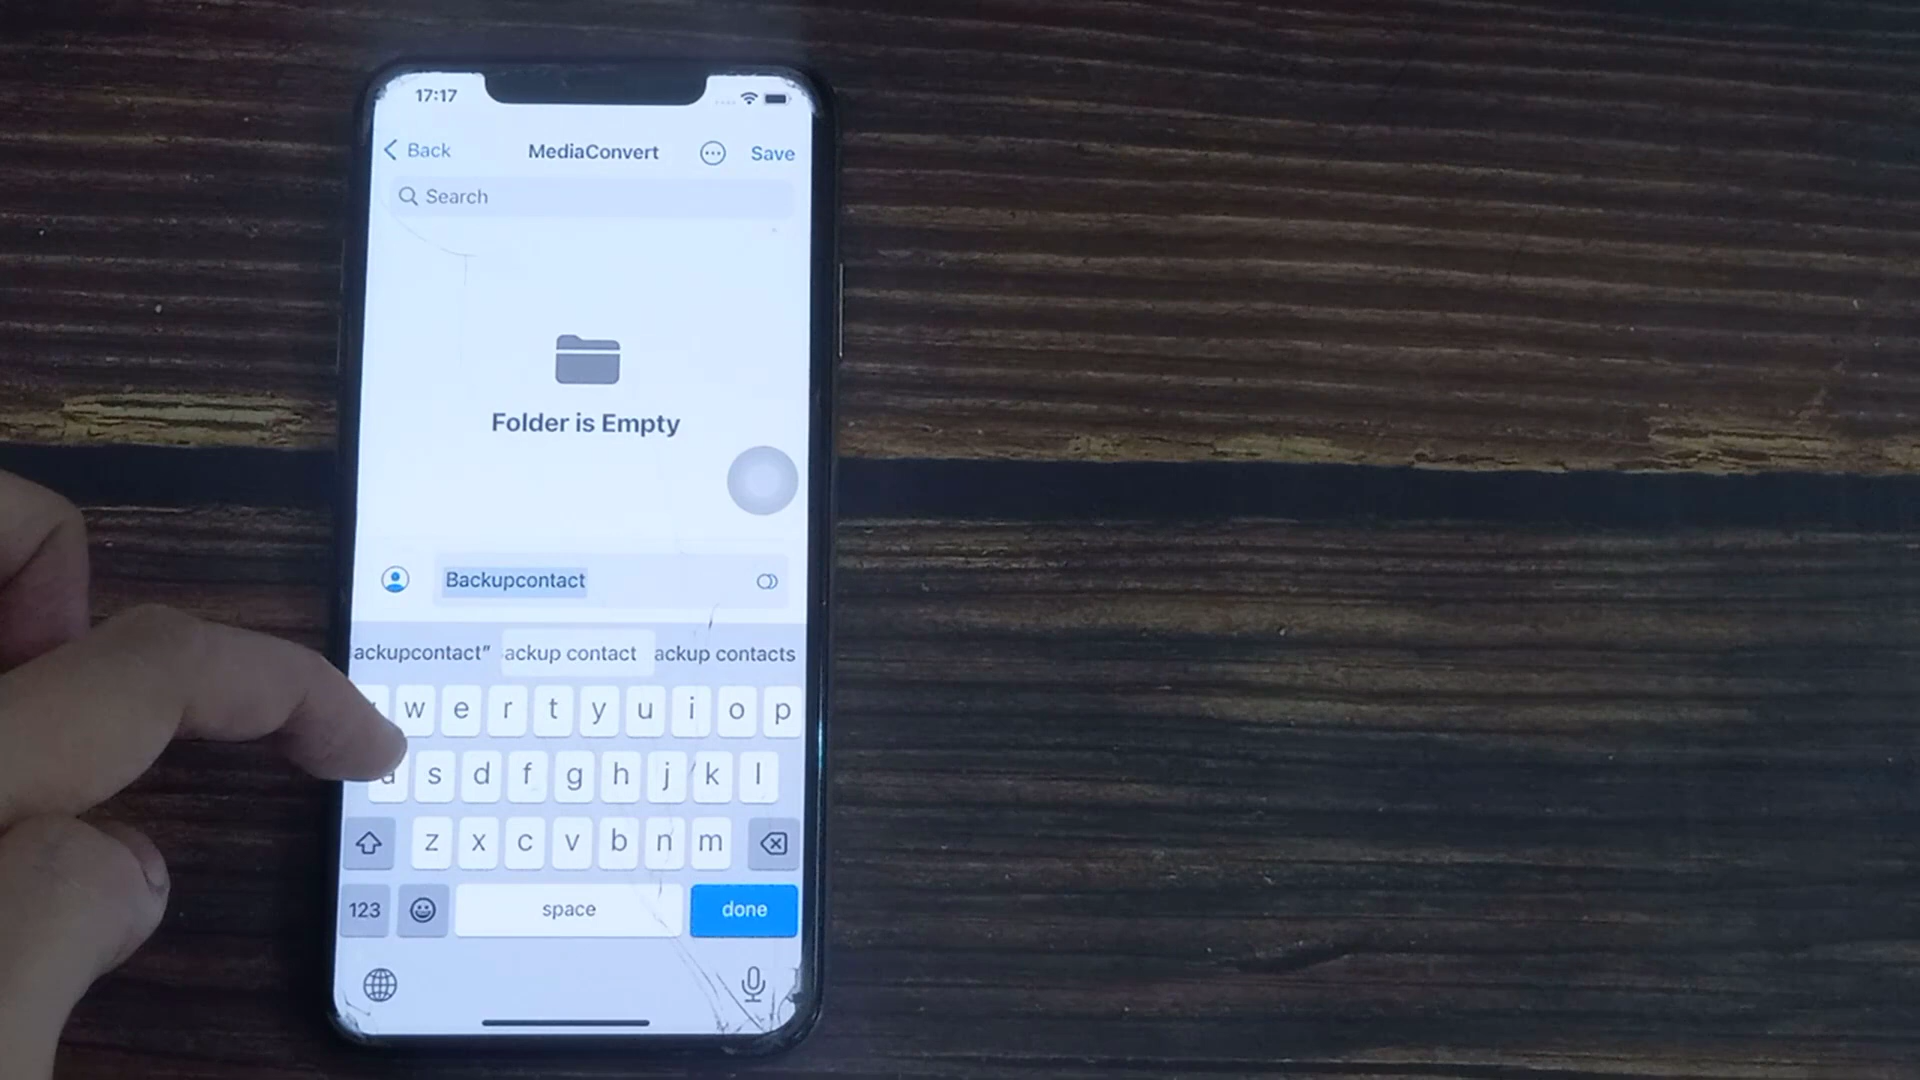 17:17
Back MediaConvert Save
Search
Folder is Empty
Backupcontact
ackupcontact" ackup contact ackup contacts
w e r t y u i o p
a s d f g h j k l
z x c v b n m
123 space done